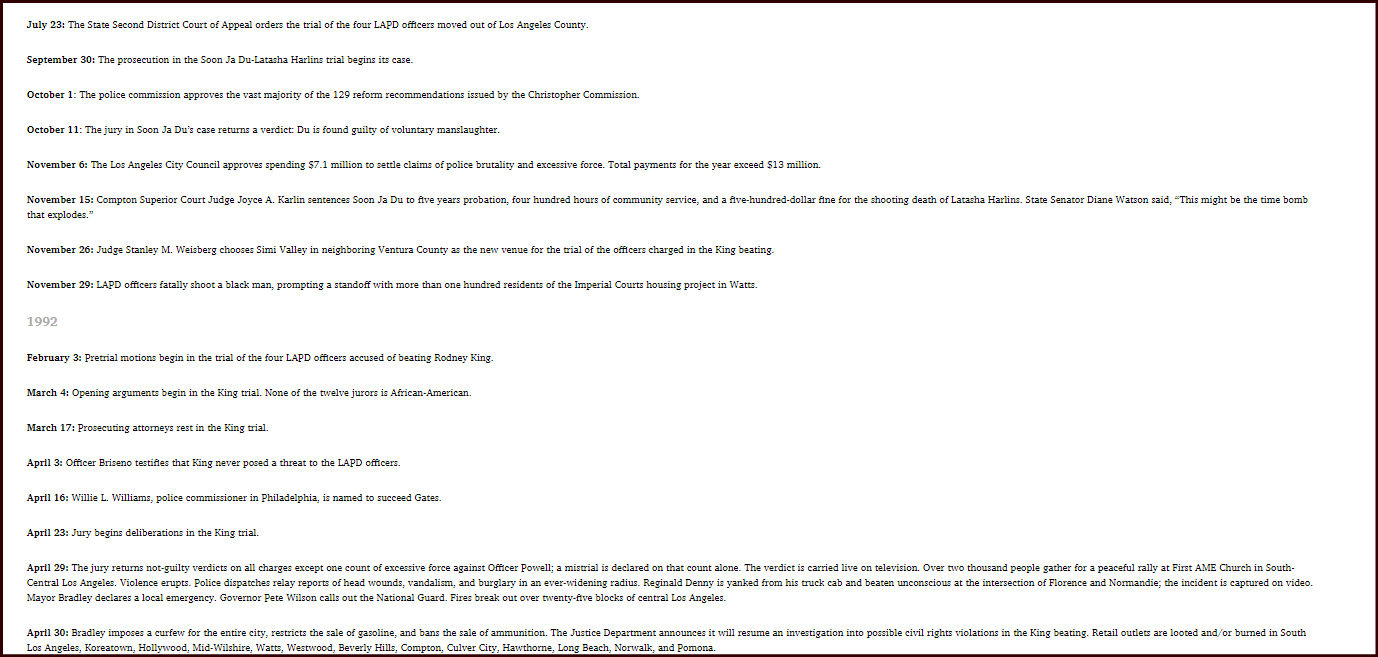 July 23: The State Second District Court of Appeal orders the trial of the four LAPD officers moved out of Los Angeles County.
September 30: The prosecution in the Soon Ja Du-Latasha Harlins trial begins its case.
October 1: The police commission approves the vast majority of the 129 reform recommendations issued by the Christopher Commission.
October 11: The jury in Soon Ja Du’s case returns a verdict: Du is found guilty of voluntary manslaughter.
November 6: The Los Angeles City Council approves spending $7.1 million to settle claims of police brutality and excessive force. Total payments for the year exceed $13 million.
November 15: Compton Superior Court Judge Joyce A. Karlin sentences Soon Ja Du to five years probation, four hundred hours of community service, and a five-hundred-dollar fine for the shooting death of Latasha Harlins. State Senator Diane Watson said, “This might be the time bomb
that explodes.”
November 26: Judge Stanley M. Weisberg chooses Simi Valley in neighboring Ventura County as the new venue for the trial of the officers charged in the King beating.
November 29: LAPD officers fatally shoot a black man, prompting a standoff with more than one hundred residents of the Imperial Courts housing project in Watts.
1992
February 3: Pretrial motions begin in the trial of the four LAPD officers accused of beating Rodney King.
March 4: Opening arguments begin in the King trial. None of the twelve jurors is African-American.
March 17: Prosecuting attorneys rest in the King trial.
April 3: Officer Briseno testifies that King never posed a threat to the LAPD officers.
April 16: Willie L. Williams, police commissioner in Philadelphia, is named to succeed Gates.
April 23: Jury begins deliberations in the King trial.
April 29: The jury returns not-guilty verdicts on all charges except one count of excessive force against Officer Powell; a mistrial is declared on that count alone. The verdict is carried live on television. Over two thousand people gather for a peaceful rally at First AME Church in South-
Central Los Angeles. Violence erupts. Police dispatches relay reports of head wounds, vandalism, and burglary in an ever-widening radius. Reginald Denny is yanked from his truck cab and beaten unconscious at the intersection of Florence and Normandie; the incident is captured on video.
Mayor Bradley declares a local emergency. Governor Pete Wilson calls out the National Guard. Fires break out over twenty-five blocks of central Los Angeles.
April 30: Bradley imposes a curfew for the entire city, restricts the sale of gasoline, and bans the sale of ammunition. The Justice Department announces it will resume an investigation into possible civil rights violations in the King beating. Retail outlets are looted and/or burned in South
Los Angeles, Koreatown, Hollywood, Mid-Wilshire, Watts, Westwood, Beverly Hills, Compton, Culver City, Hawthorne, Long Beach, Norwalk, and Pomona.